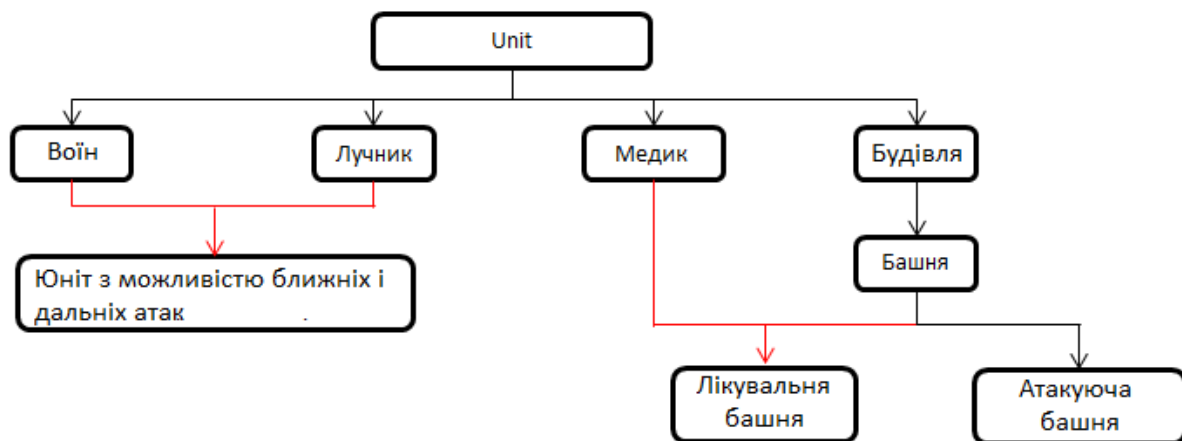 Unit
Воїн
Лучник
Медик
Будівля
Юніт з можливістю ближніх і
дальніх атак .
Башня
Лікувальня
башня
Атакуюча
башня